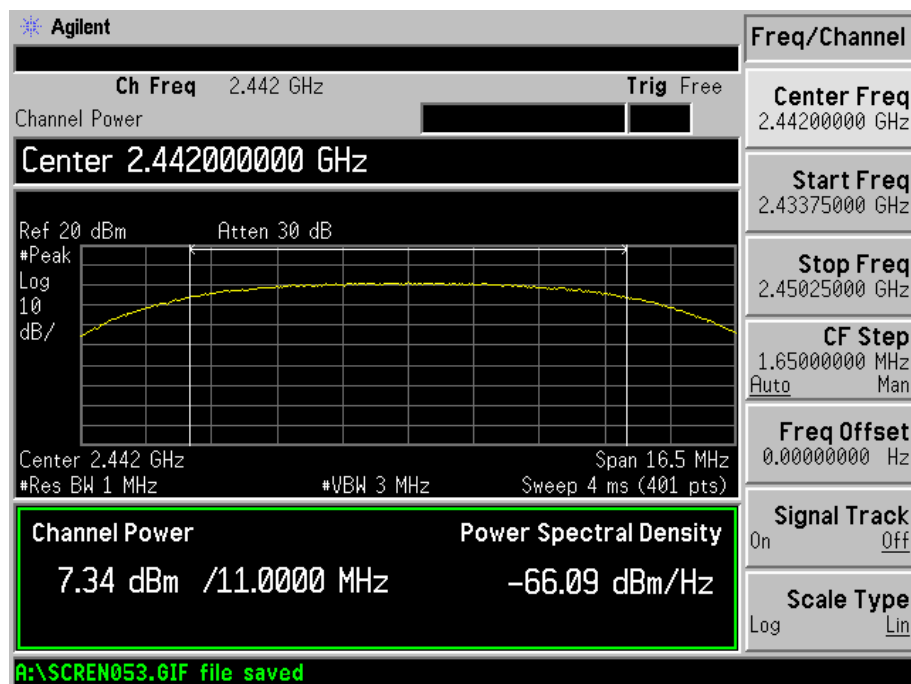 Agilent
Freq/Channel
Ch Freq 2.442 GHz Trig Free
Channel Power
Center 2.442000000 GHz
Ref 20 dBm Atten 30 dB
#Peak
Log
10
dB/
Center 2.442 GHz Span 16.5 MHz
#Res BW 1 MHz #VBW 3 MHz Sweep 4 ms (401 pts)
Channel Power Power Spectral Density
7.34 dBm /11.0000 MHz -66.09 dBm/Hz
A:\SCREN053.GIF file saved
Center Freq
2.44200000 GHz
Start Freq
2.43375000 GHz
Stop Freq
2.45025000 GHz
CF Step
1.65000000 MHz
Auto Man
Freq Offset
0.00000000 Hz
Signal Track
On Off
Scale Type
Log Lin